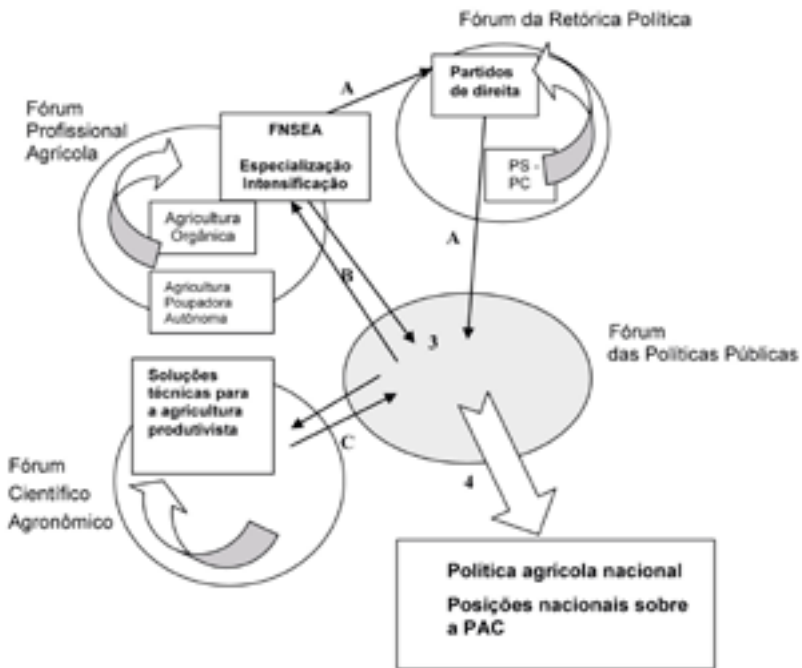 Fórum da Retórica Política
A
Partidos
de direita
Fórum
Profissional
Agrícola
FNSEA
Especialização
Intensificação
PS -
PC
Agricultura
Orgânica
A
B
Agricultura
Poupadora
Autônoma
3
Fórum
das Políticas Públicas
Soluções
técnicas para
a agricultura
produtivista
C
Fórum
Científico
Agronômico
4
Política agrícola nacional
Posições nacionais sobre
a PAC